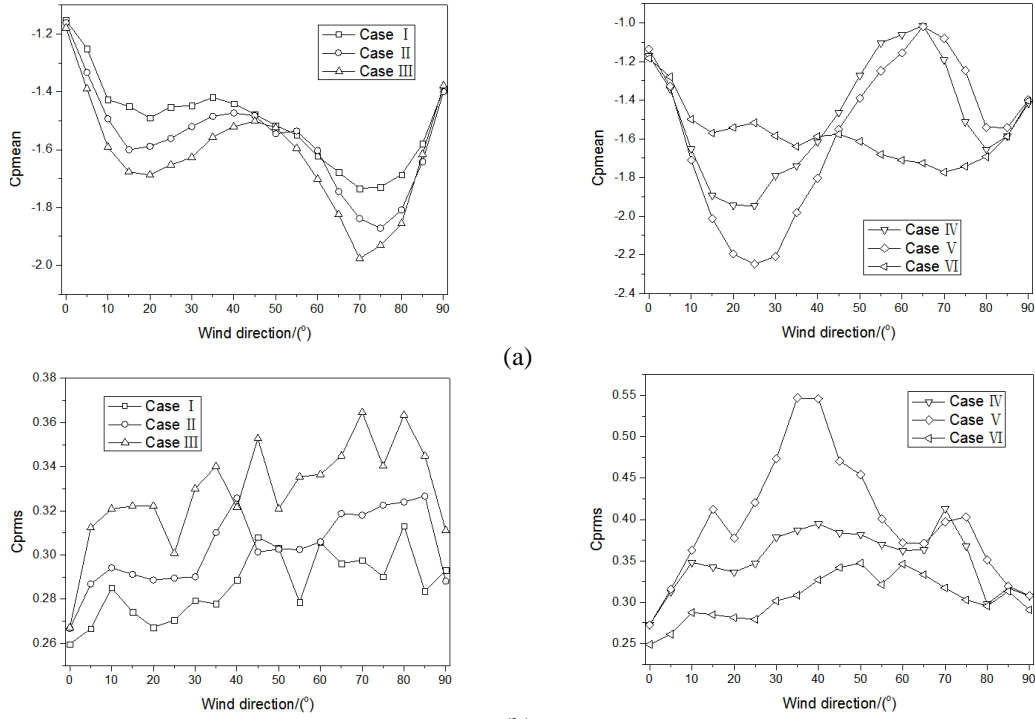 -1.2
-1.4
-1.6
-1.8
-2.0
Cpmean
Case Ⅰ
Case Ⅱ
Case Ⅲ
0 10 20 30 40 50 60 70 80 90
Wind direction/(o)
-1.0
-1.2
-1.4
-1.6
-1.8
-2.0
-2.2
-2.4
Cpmean
Case Ⅳ
Case Ⅴ
Case Ⅵ
0 10 20 30 40 50 60 70 80 90
Wind direction/(o)
(a)
0.38
0.36
0.34
0.32
0.30
0.28
0.26
Cprms
Case Ⅰ
Case Ⅱ
Case Ⅲ
0 10 20 30 40 50 60 70 80 90
Wind direction/(o)
0.55
0.50
0.45
0.40
0.35
0.30
0.25
Cprms
Case Ⅳ
Case Ⅴ
Case Ⅵ
0 10 20 30 40 50 60 70 80 90
Wind direction/(o)